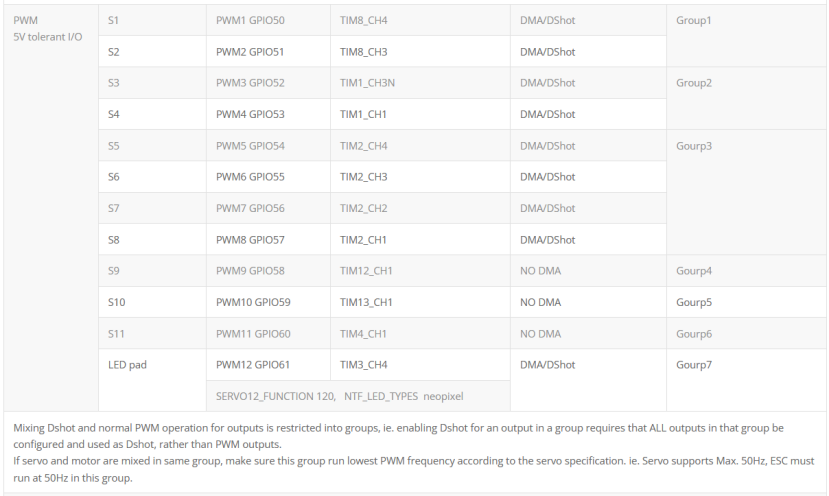 PWM S1 PWM1 GPIO50 TIM8_CH4 DMA/DShot Group1
5V tolerant I/O
S2 PWM2 GPIO51 TIM8_CH3 DMA/DShot
S3 PWM3 GPIO52 TIM1_CH3N DMA/DShot Group2
S4 PWM4 GPIO53 TIM1_CH1 DMA/DShot
S5 PWM5 GPIO54 TIM2_CH4 DMA/DShot Gourp3
S6 PWM6 GPIO55 TIM2_CH3 DMA/DShot
S7 PWM7 GPIO56 TIM2_CH2 DMA/DShot
S8 PWM8 GPIO57 TIM2_CH1 DMA/DShot
S9 PWM9 GPIO58 TIM12_CH1 NO DMA Gourp4
S10 PWM10 GPIO59 TIM13_CH1 NO DMA Gourp5
S11 PWM11 GPIO60 TIM4_CH1 NO DMA Gourp6
LED pad PWM12 GPIO61 TIM3_CH4 DMA/DShot Gourp7
SERVO12_FUNCTION 120, NTF_LED_TYPES neopixel
Mixing Dshot and normal PWM operation for outputs is restricted into groups, ie. enabling Dshot for an output in a group requires that ALL outputs in that group be
configured and used as Dshot, rather than PWM outputs.
If servo and motor are mixed in same group, make sure this group run lowest PWM frequency according to the servo specification. ie. Servo supports Max. 50Hz, ESC must
run at 50Hz in this group.